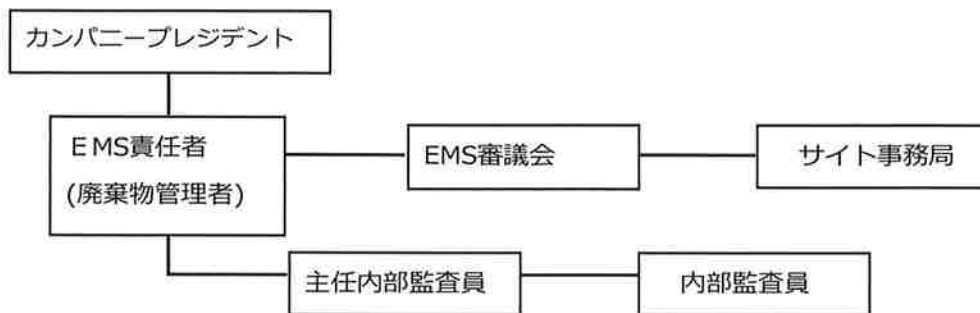 カンパニープレジデント
EMS責任者
(廃棄物管理者)
EMS審議会
サイト事務局
主任内部監査員
内部監査員